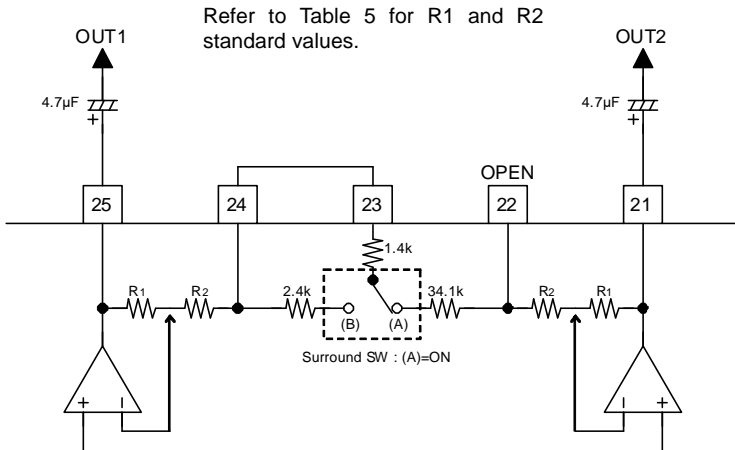 Refer to Table 5 for R1 and R2
standard values.
OUT1
OUT2
4.7µF
+
4.7µF
+
OPEN
25
24
23
22
21
1.4k
R1
R2
2.4k
34.1k
R2
R1
(B)
(A)
Surround SW : (A)=ON
+
−
−
+